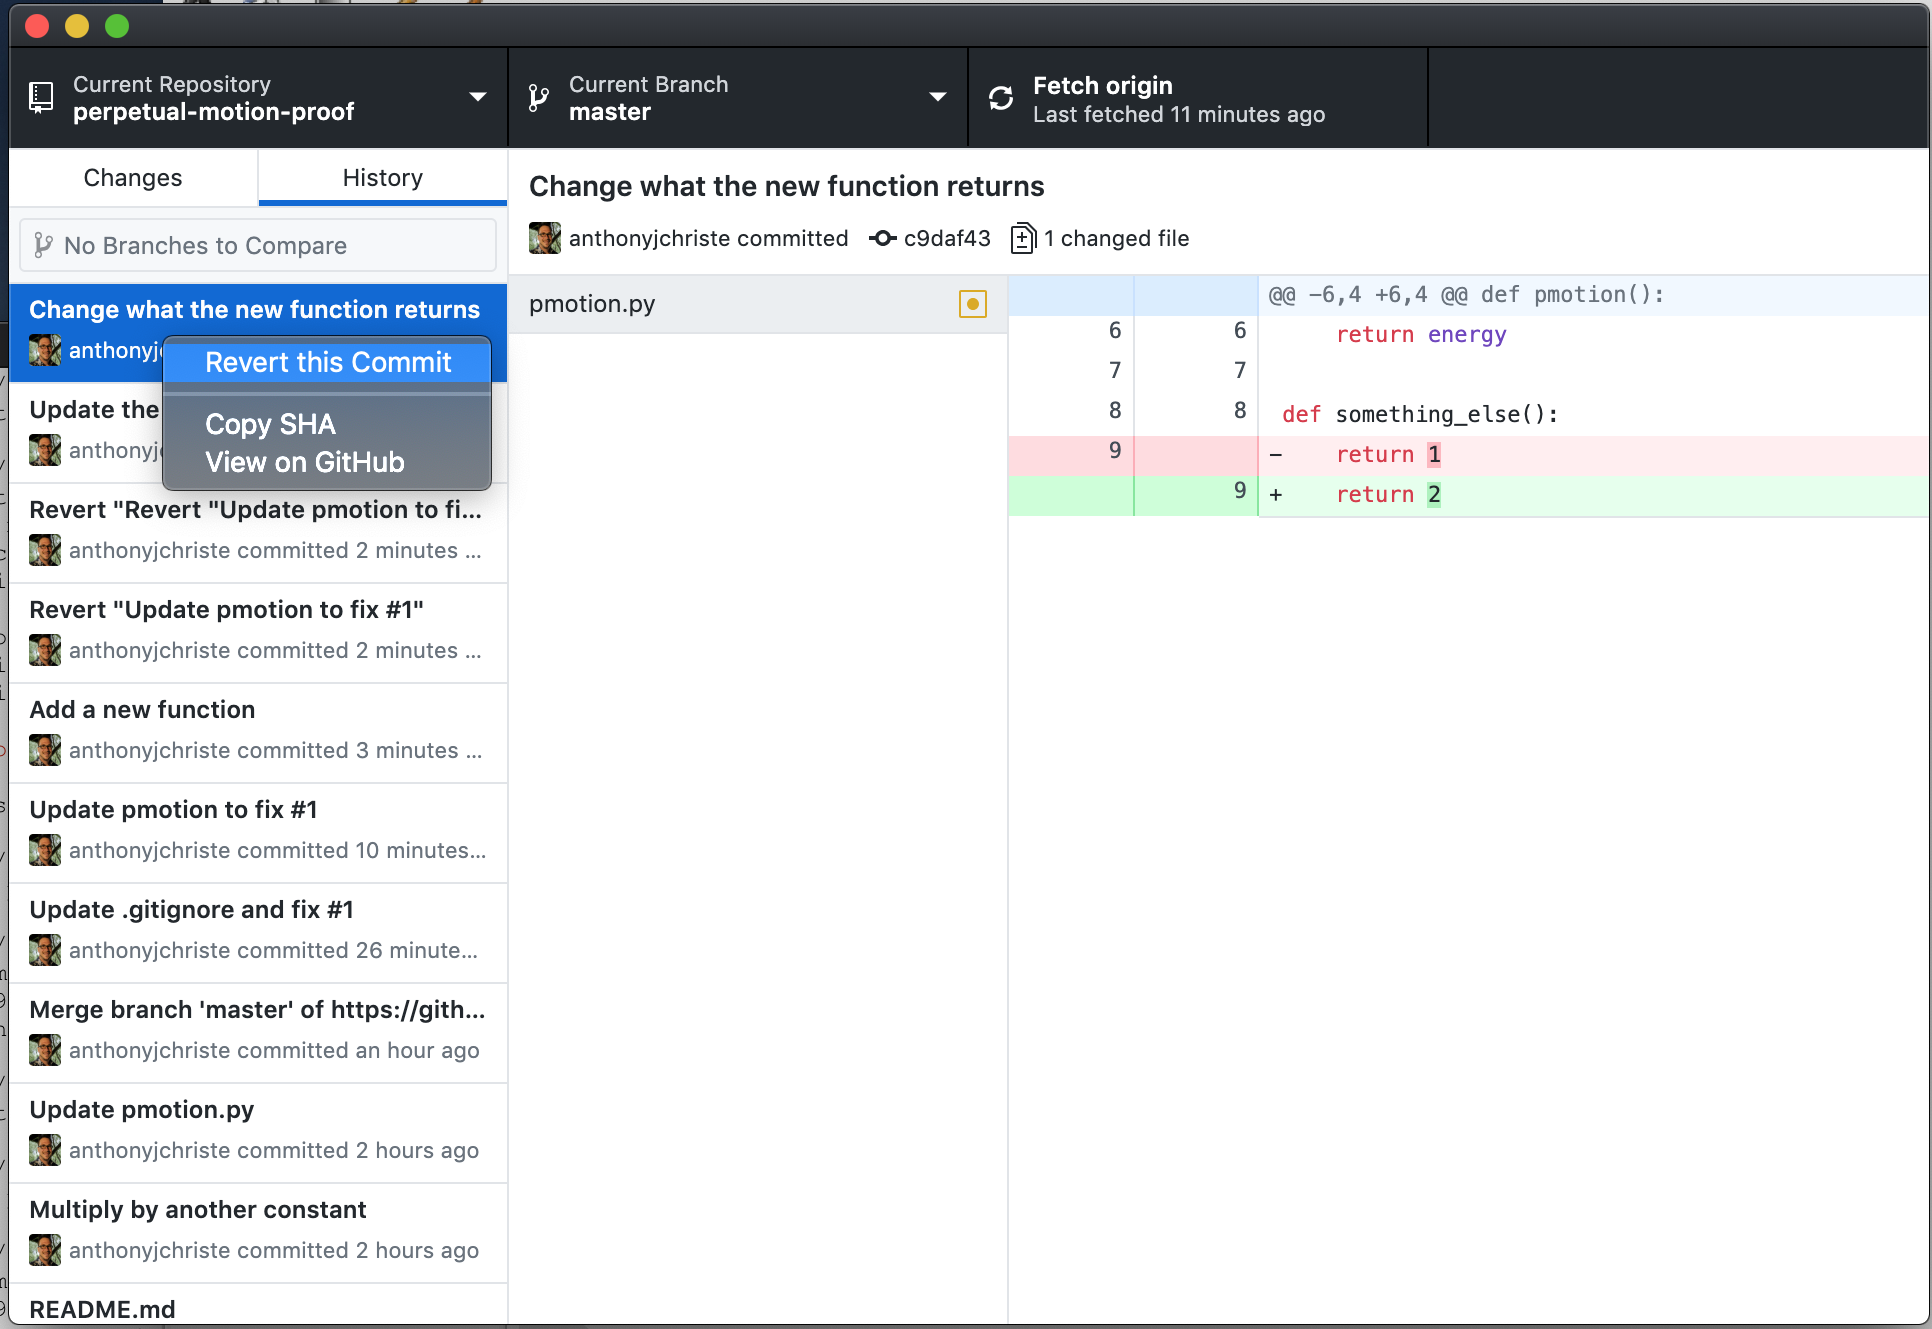 Current Repository
perpetual-motion-proof
Current Branch
master
Fetch origin
Last fetched 11 minutes ago
Changes
History
No Branches to Compare
Change what the new function returns
anthonyj
Revert this Commit
Copy SHA
View on GitHub
Update the
anthonyj
Revert "Revert "Update pmotion to fi...
anthonyjchriste committed 2 minutes ...
Revert "Update pmotion to fix #1"
anthonyjchriste committed 2 minutes ...
Add a new function
anthonyjchriste committed 3 minutes ...
Update pmotion to fix #1
anthonyjchriste committed 10 minutes...
Update .gitignore and fix #1
anthonyjchriste committed 26 minute...
Merge branch 'master' of https://gith...
anthonyjchriste committed an hour ago
Update pmotion.py
anthonyjchriste committed 2 hours ago
Multiply by another constant
anthonyjchriste committed 2 hours ago
README.md
Change what the new function returns
anthonyjchriste committed c9daf43 1 changed file
pmotion.py
@@ -6,4 +6,4 @@ def pmotion():
6 6 return energy
7 7
8 8 def something_else():
9 - return 1
9 + return 2